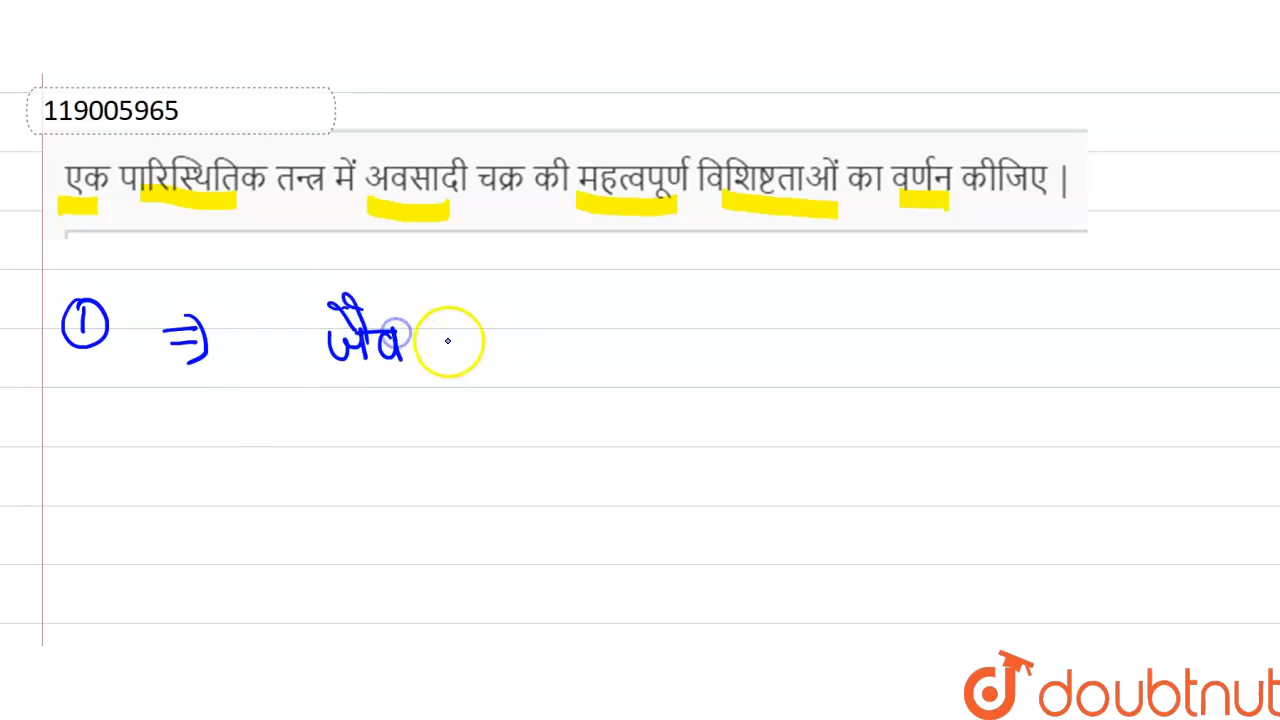 119005965
एक पारिस्थितिक तन्त्र में अवसादी चक्र की महत्वपूर्ण विशिष्टताओं का वर्णन कीजिए |
① ⇒ जैव
doubtnut